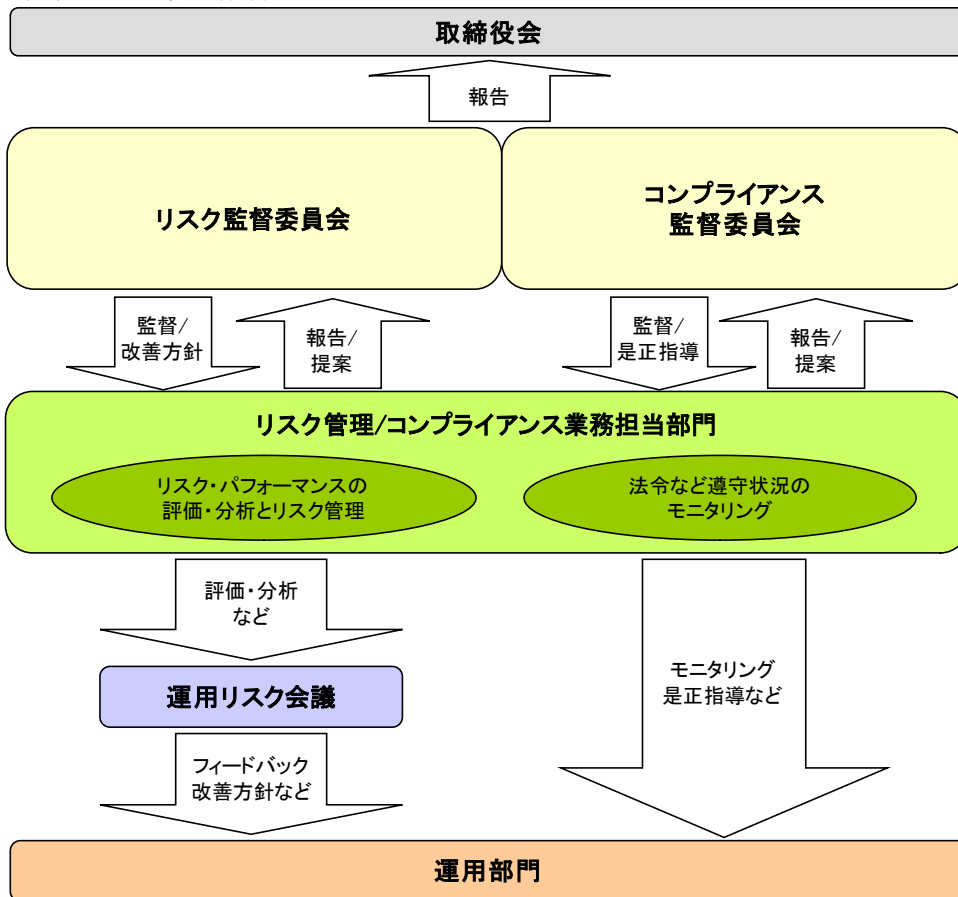 取締役会
報告
リスク監督委員会
コンプライアンス
監督委員会
監督/
改善方針
報告/
提案
監督/
是正指導
報告/
提案
リスク管理/コンプライアンス業務担当部門
リスク・パフォーマンスの
評価・分析とリスク管理
法令など遵守状況の
モニタリング
評価・分析
など
運用リスク会議
モニタリング
是正指導など
フィードバック
改善方針など
運用部門